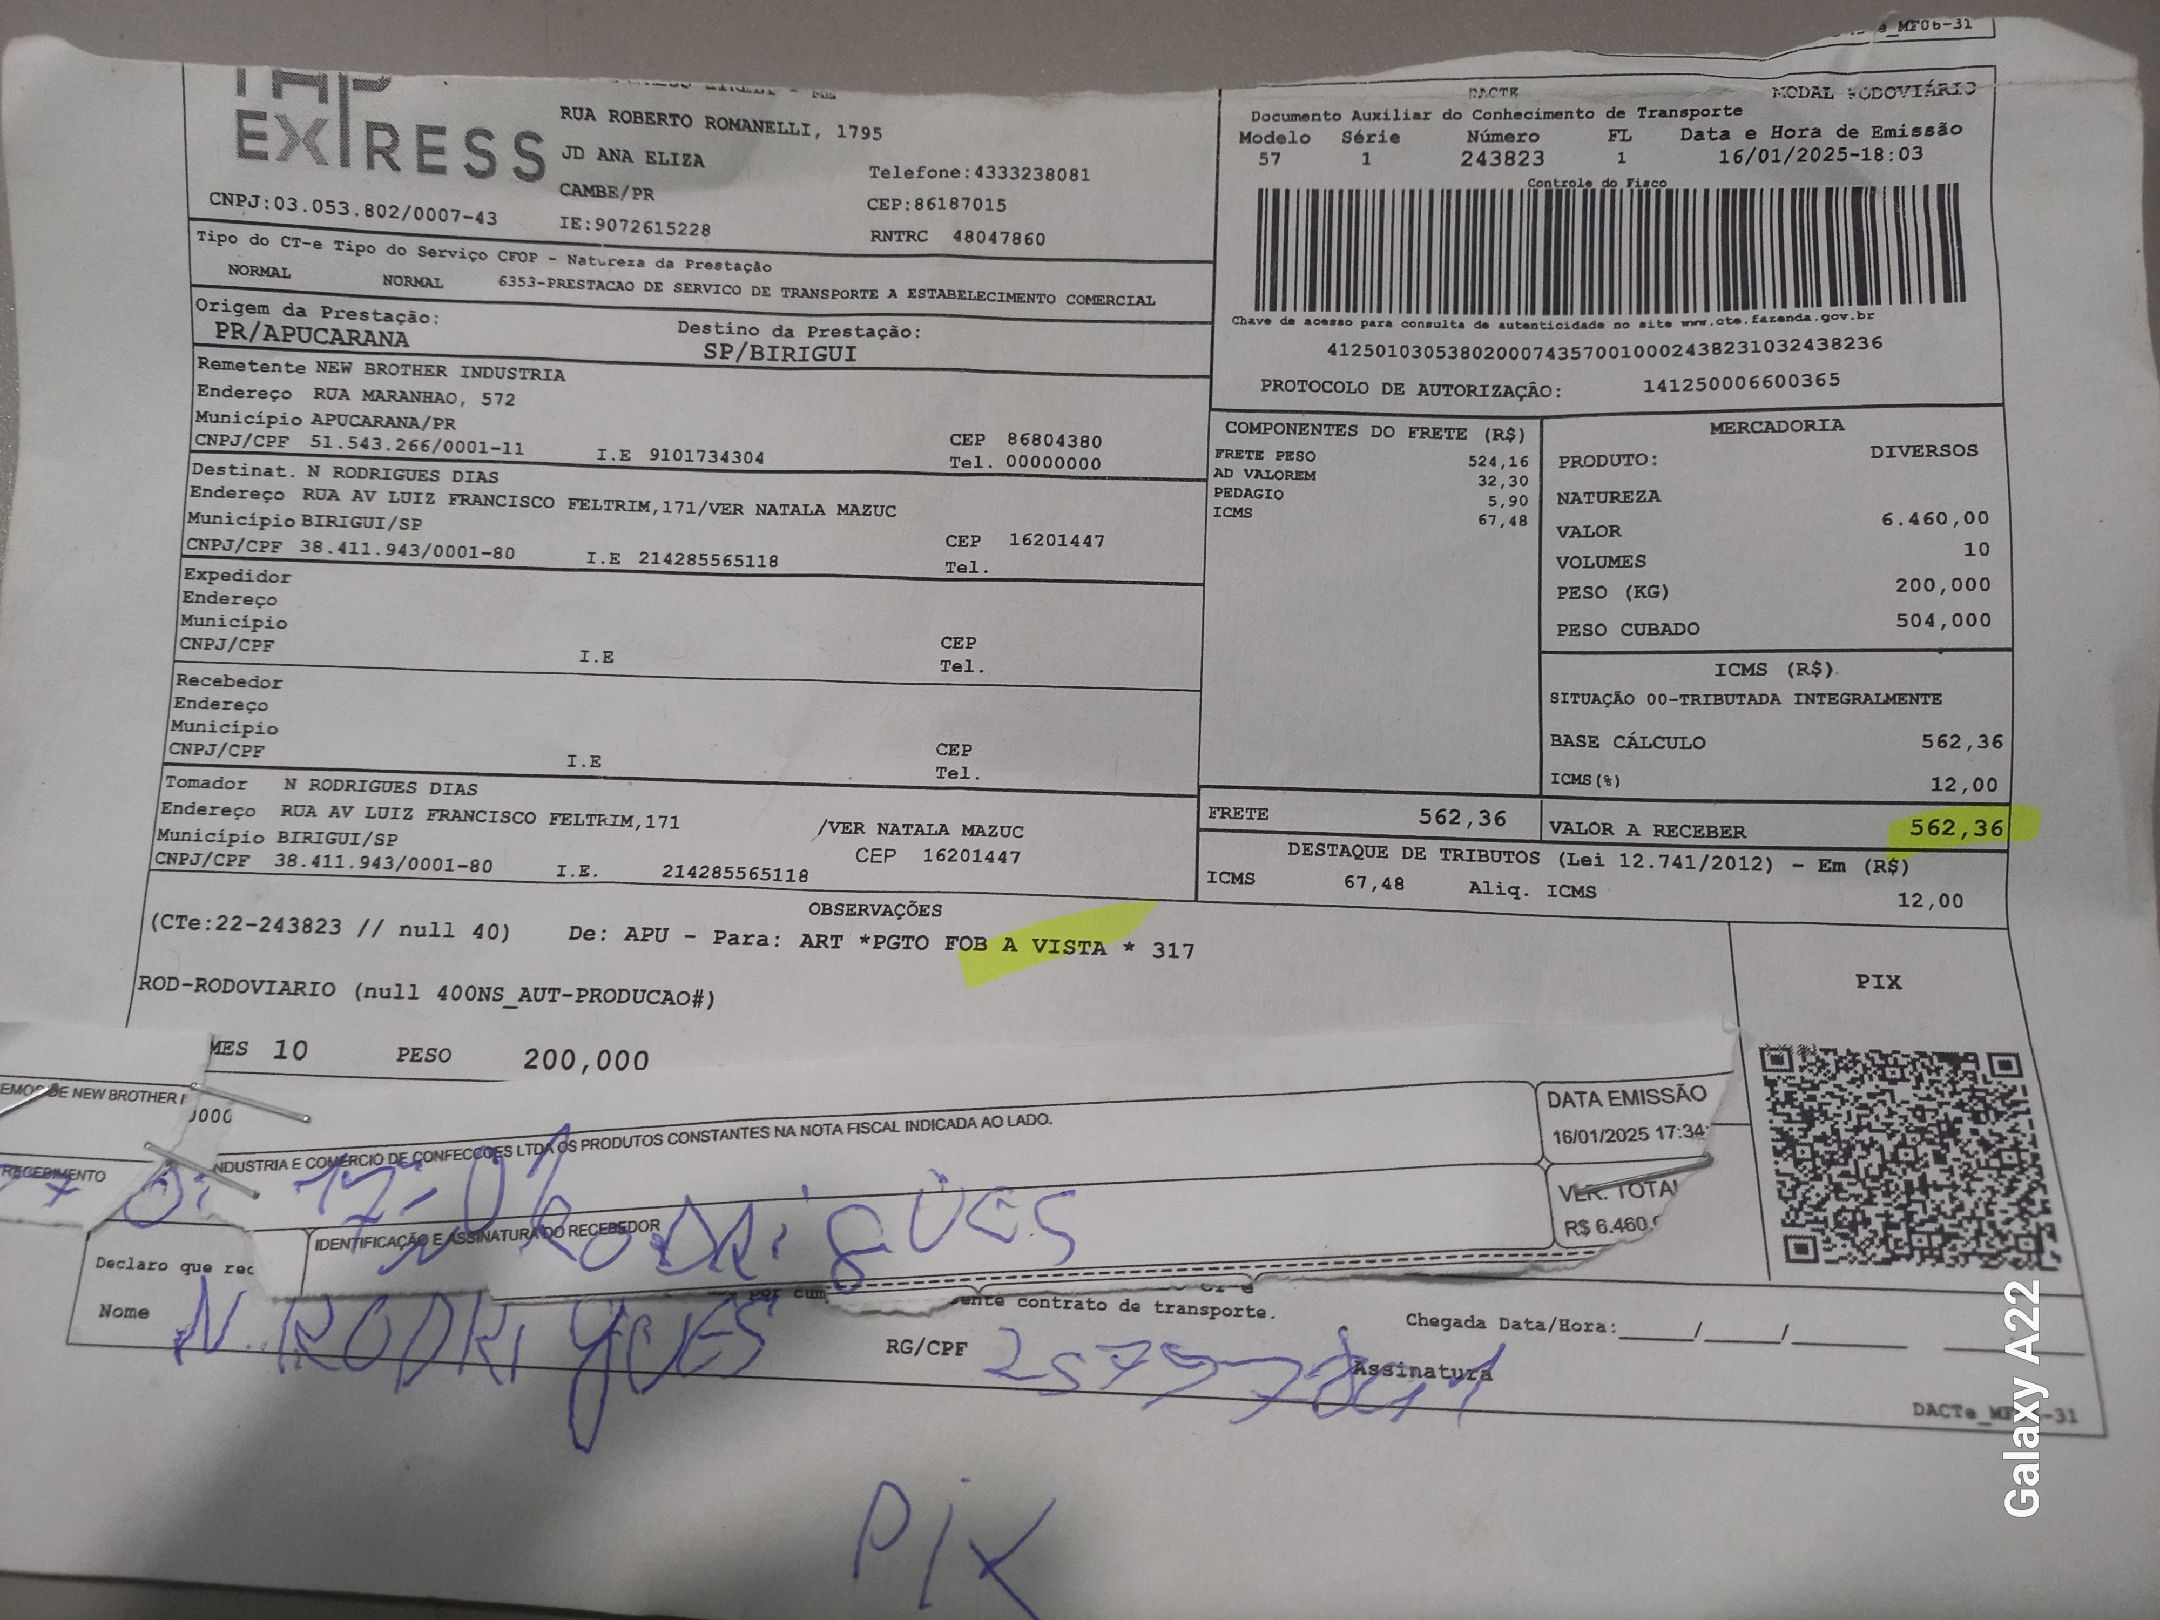 EXPRESS
CNPJ:03.053.802/0007-43
RUA ROBERTO ROMANELLI, 1795
JD ANA ELIZA
CAMBE/PR
IE:9072615228
Telefone:4333238081
CEP:86187015
RNTRC 48047860
Tipo do CT-e Tipo do Serviço CFOP - Natureza da Prestação
NORMAL NORMAL 6353-PRESTACAO DE SERVICO DE TRANSPORTE A ESTABELECIMENTO COMERCIAL
Origem da Prestação: Destino da Prestação:
PR/APUCARANA SP/BIRIGUI
Remetente NEW BROTHER INDUSTRIA
Endereço RUA MARANHAO, 572
Município APUCARANA/PR
CNPJ/CPF 51.543.266/0001-11 I.E 9101734304
CEP 86804380
Tel. 00000000
Destinat. N RODRIGUES DIAS
Endereço RUA AV LUIZ FRANCISCO FELTRIM,171/VER NATALA MAZUC
Município BIRIGUI/SP
CNPJ/CPF 38.411.943/0001-80 I.E 214285565118
CEP 16201447
Tel.
Expedidor
Endereço
Município
CNPJ/CPF I.E
CEP
Tel.
Recebedor
Endereço
Município
CNPJ/CPF I.E
CEP
Tel.
Tomador N RODRIGUES DIAS
Endereço RUA AV LUIZ FRANCISCO FELTRIM,171 /VER NATALA MAZUC
Município BIRIGUI/SP CEP 16201447
CNPJ/CPF 38.411.943/0001-80 I.E. 214285565118
MF06-31
DACTE MODAL RODOVIÁRIO
Documento Auxiliar do Conhecimento de Transporte
Modelo Série Número FL Data e Hora de Emissão
57 1 243823 1 16/01/2025-18:03
Controle do Fisco
Chave de acesso para consulta de autenticidade no site www.cte.fazenda.gov.br
41250103053802000743570010002438231032438236
PROTOCOLO DE AUTORIZAÇÃO: 141250006600365
COMPONENTES DO FRETE (R$)
FRETE PESO 524,16
AD VALOREM 32,30
PEDAGIO 5,90
ICMS 67,48
MERCADORIA
PRODUTO: DIVERSOS
NATUREZA
VALOR 6.460,00
VOLUMES 10
PESO (KG) 200,000
PESO CUBADO 504,000
ICMS (R$)
SITUAÇÃO 00-TRIBUTADA INTEGRALMENTE
BASE CÁLCULO 562,36
ICMS(%) 12,00
FRETE 562,36 VALOR A RECEBER 562,36
DESTAQUE DE TRIBUTOS (Lei 12.741/2012) - Em (R$)
ICMS 67,48 Aliq. ICMS 12,00
OBSERVAÇÕES
(CTe:22-243823 // null 40) De: APU - Para: ART *PGTO FOB A VISTA * 317
ROD-RODOVIARIO (null 400NS_AUT-PRODUCAO#)
PIX
MES 10 PESO 200,000
DE NEW BROTHER
NDUSTRIA E COMERCIO DE CONFECCOES LTDA OS PRODUTOS CONSTANTES NA NOTA FISCAL INDICADA AO LADO.
DATA EMISSÃO
16/01/2025 17:34
RECEBIMENTO
17-01
N Rodrigues
IDENTIFICAÇÃO E ASSINATURA DO RECEBEDOR
R$ 6.460,
Declaro que rec
por cum
ente contrato de transporte.
Nome N. RODRIGUES
RG/CPF
Assinatura
Chegada Data/Hora:_____/_____/_______
PIX
Galaxy A22